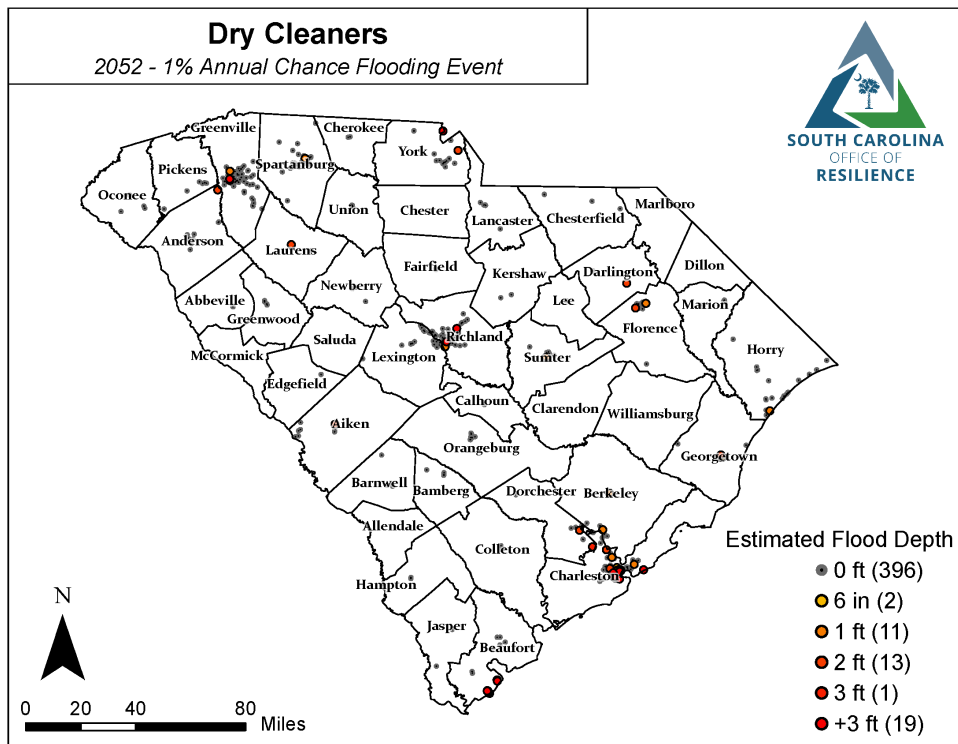 Dry Cleaners
2052 - 1% Annual Chance Flooding Event
SOUTH CAROLINA
OFFICE OF
RESILIENCE
Cherokee
Greenville
York
Spartanburg
Pickens
Oconee
Union
Chester
Lancaster
Chesterfield
Marlboro
Anderson
Laurens
Fairfield
Kershaw
Darlington
Dillon
Newberry
Abbeville
Greenwood
Lee
Marion
Florence
Saluda
Richland
Horry
McCormick
Lexington
Sumter
Edgefield
Calhoun
Clarendon
Williamsburg
Aiken
Orangeburg
Georgetown
Barnwell
Bamberg
Dorchester
Berkeley
Allendale
Colleton
Charleston
Hampton
Jasper
Beaufort
Estimated Flood Depth
0 ft (396)
6 in (2)
1 ft (11)
2 ft (13)
3 ft (1)
+3 ft (19)
N
0 20 40 80
Miles